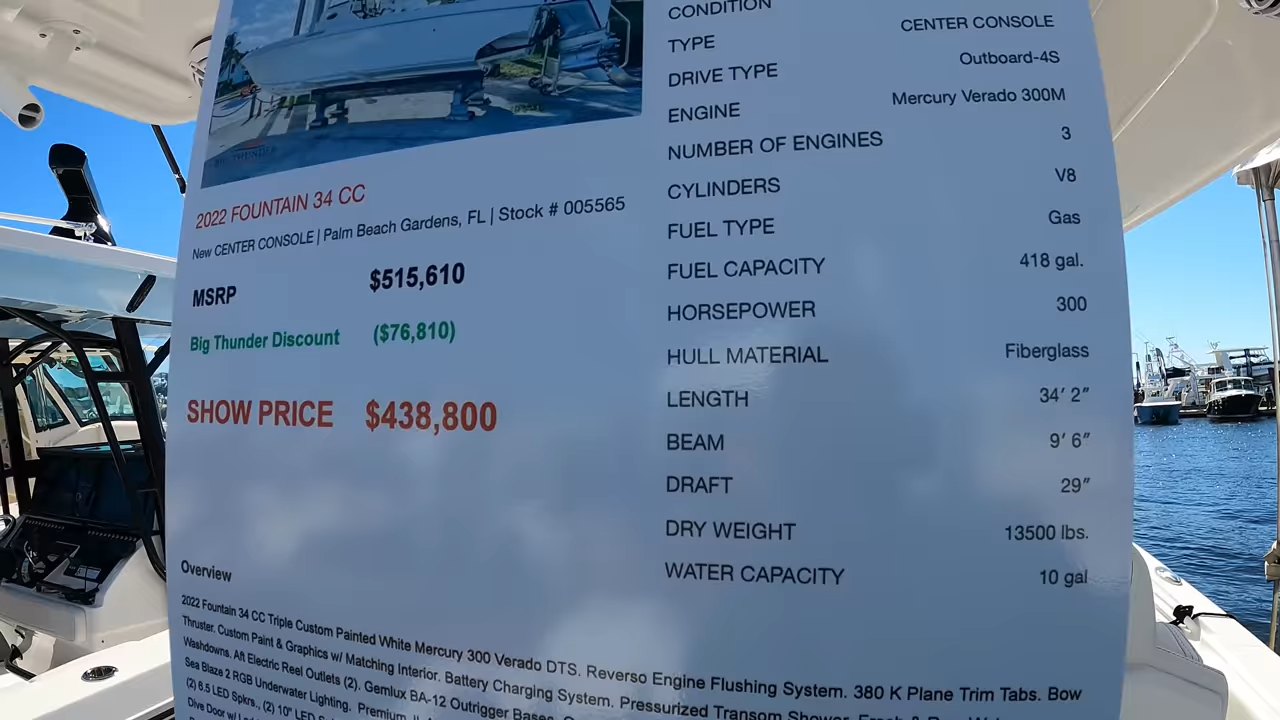 CONDITION
TYPE CENTER CONSOLE
DRIVE TYPE Outboard-4S
ENGINE Mercury Verado 300M
NUMBER OF ENGINES 3
CYLINDERS V8
FUEL TYPE Gas
FUEL CAPACITY 418 gal.
HORSEPOWER 300
HULL MATERIAL Fiberglass
LENGTH 34' 2"
BEAM 9' 6"
DRAFT 29"
DRY WEIGHT 13500 lbs.
WATER CAPACITY 10 gal
2022 FOUNTAIN 34 CC
New CENTER CONSOLE | Palm Beach Gardens, FL | Stock # 005565
MSRP $515,610
Big Thunder Discount ($76,810)
SHOW PRICE $438,800
Overview
2022 Fountain 34 CC Triple Custom Painted White Mercury 300 Verado DTS. Reverso Engine Flushing System. 380 K Plane Trim Tabs. Bow
Thruster. Custom Paint & Graphics w/ Matching Interior. Battery Charging System. Pressurized Transom Shower. Fresh &
Washdowns. Aft Electric Reel Outlets (2). Gemlux BA-12 Outrigger Bases.
Sea Blaze 2 RGB Underwater Lighting. Premium
(2) 6.5 LED Spkrs., (2) 10" LED
Dive Door w/